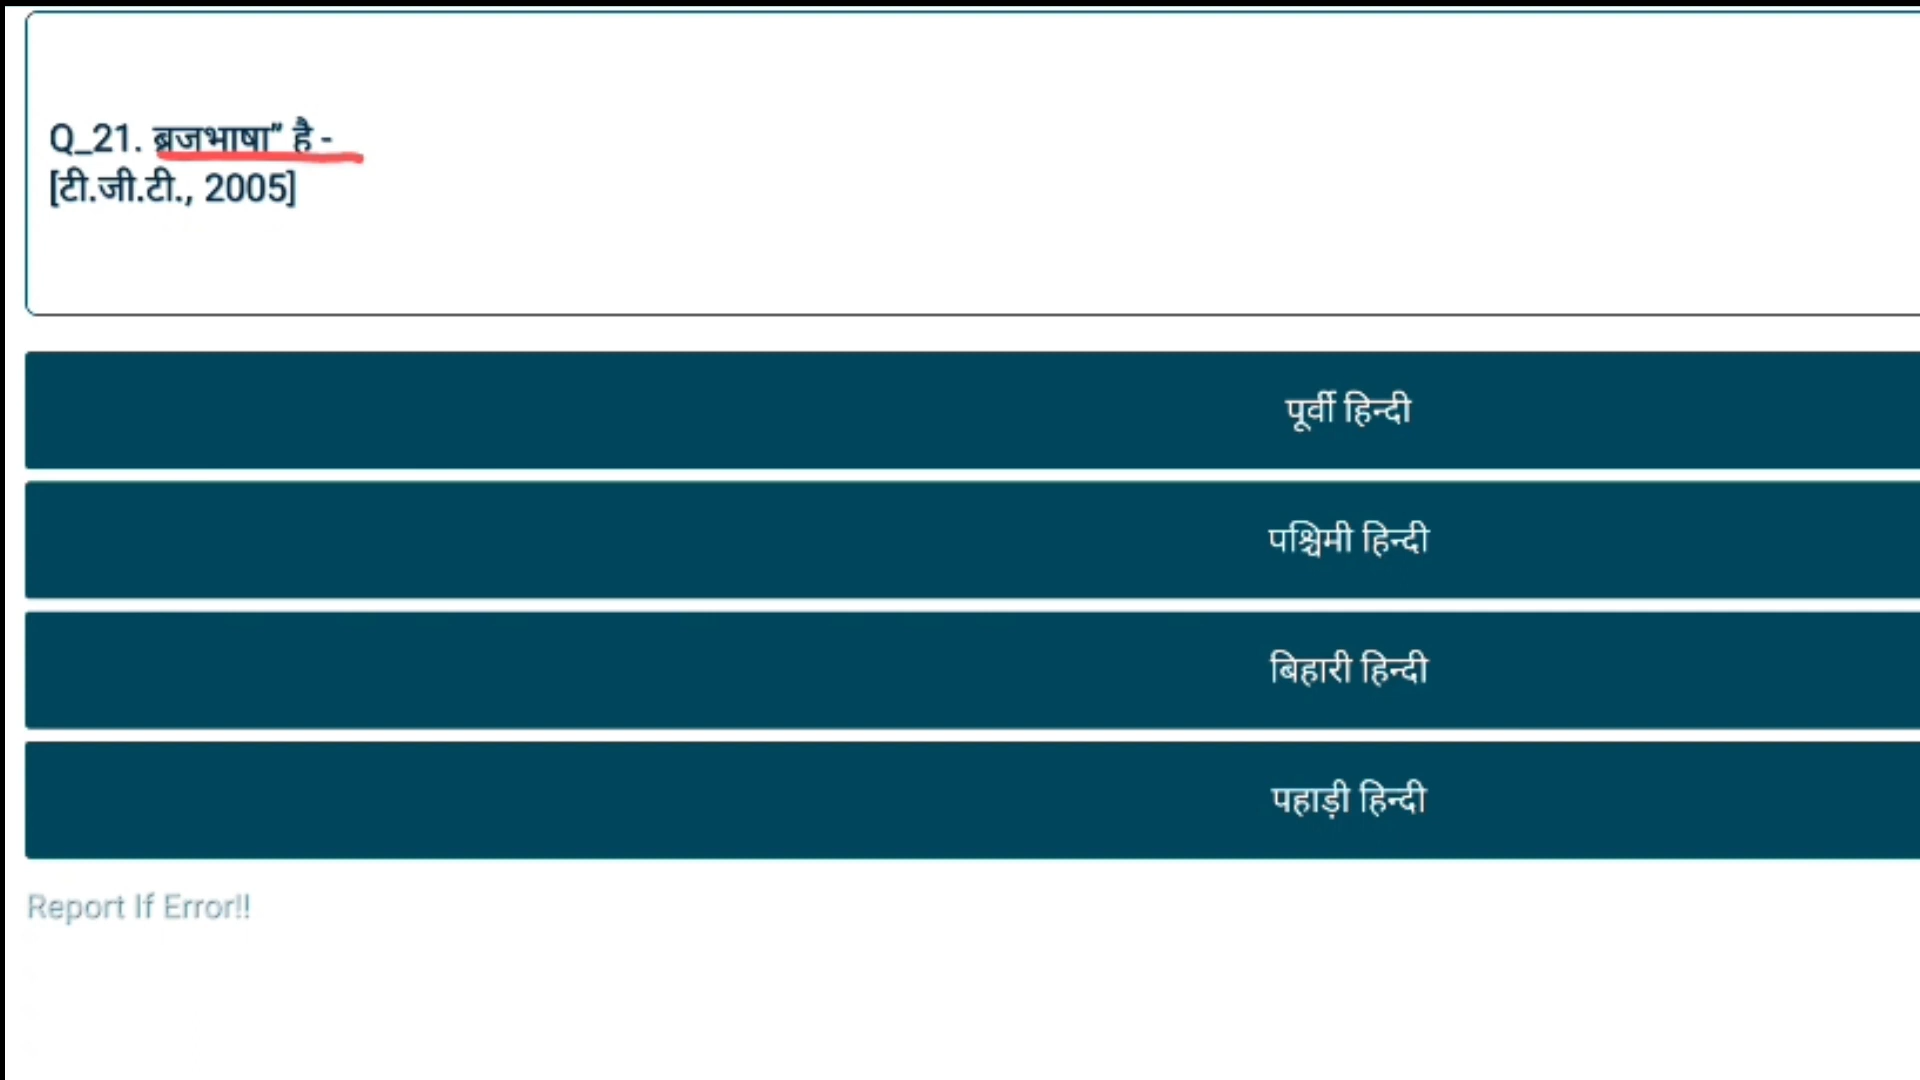 Q_21. ब्रजभाषा” है -
[टी.जी.टी., 2005]
पूर्वी हिन्दी
पश्चिमी हिन्दी
बिहारी हिन्दी
पहाड़ी हिन्दी
Report If Error!!